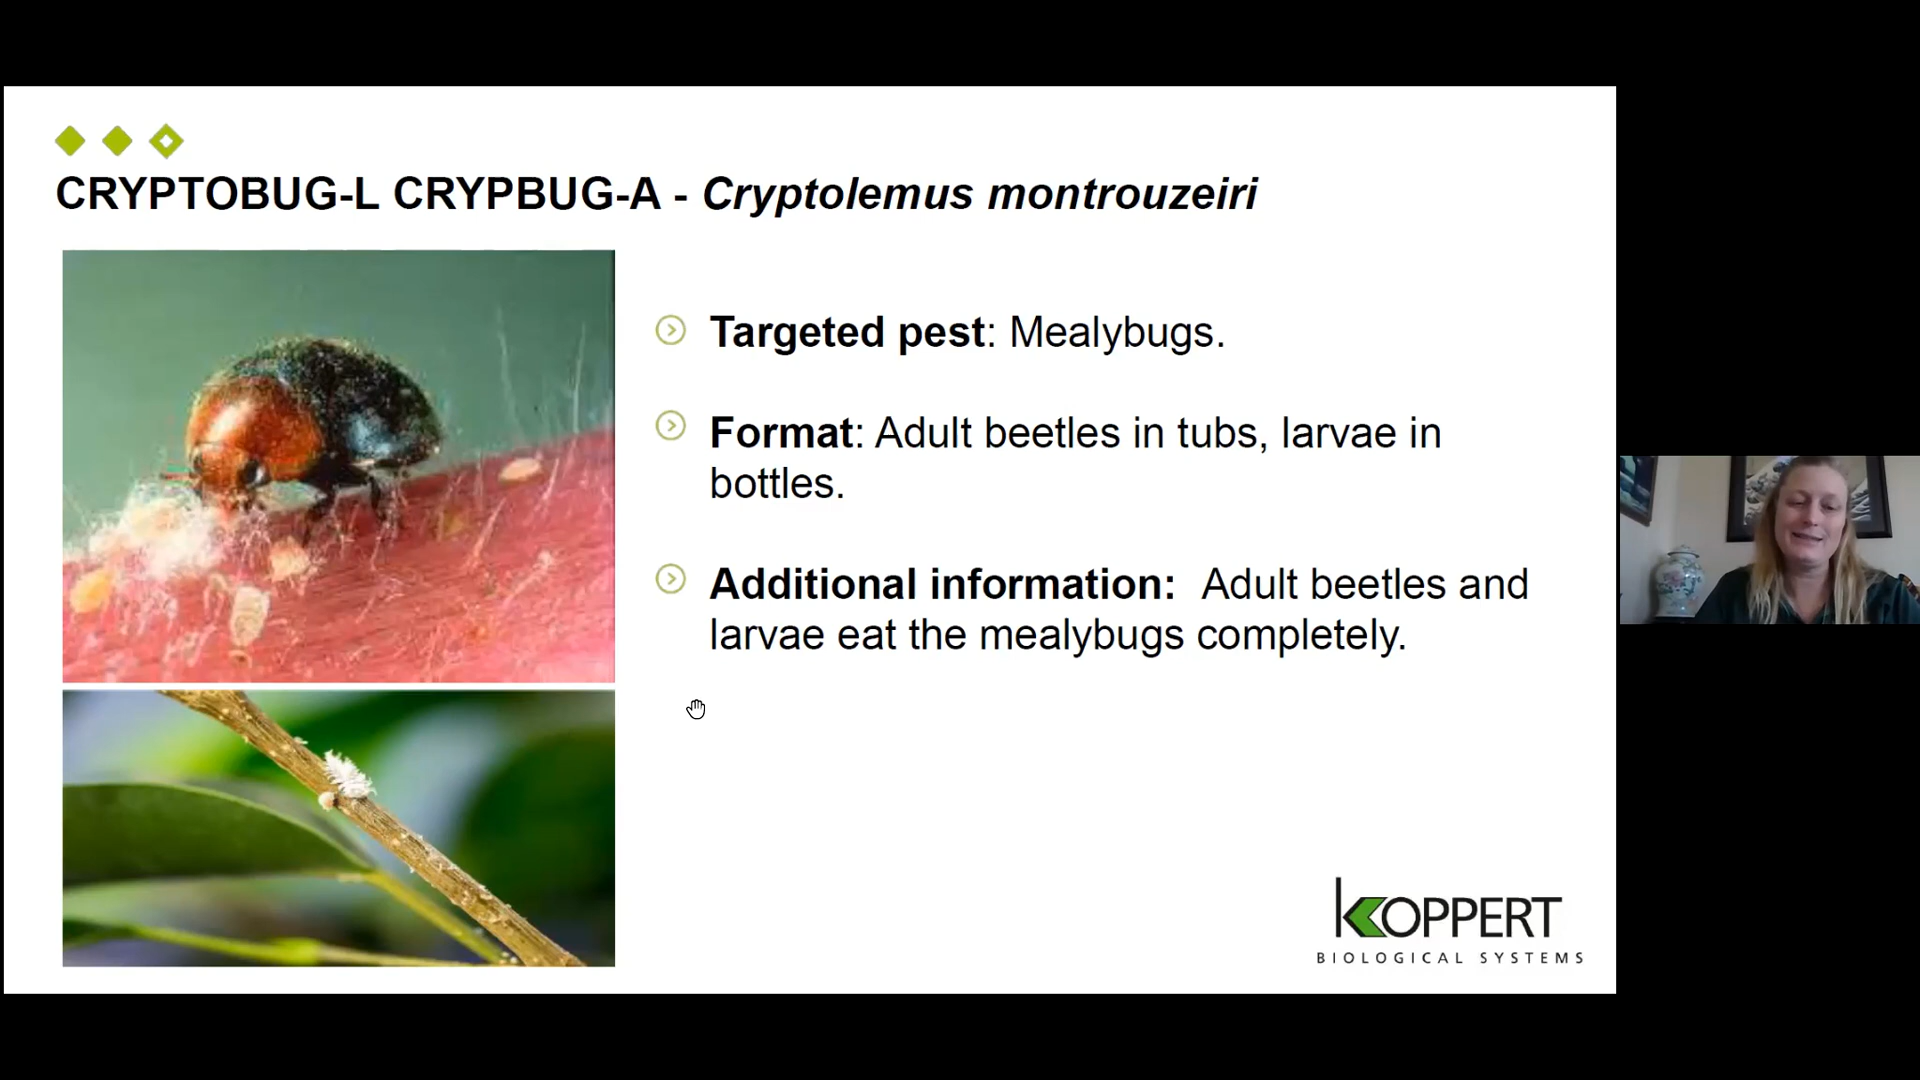 CRYPTOBUG-L CRYPBUG-A - Cryptolemus montrouzeiri
Targeted pest: Mealybugs.
Format: Adult beetles in tubs, larvae in
bottles.
Additional information: Adult beetles and
larvae eat the mealybugs completely.
KOPPERT
BIOLOGICAL SYSTEMS